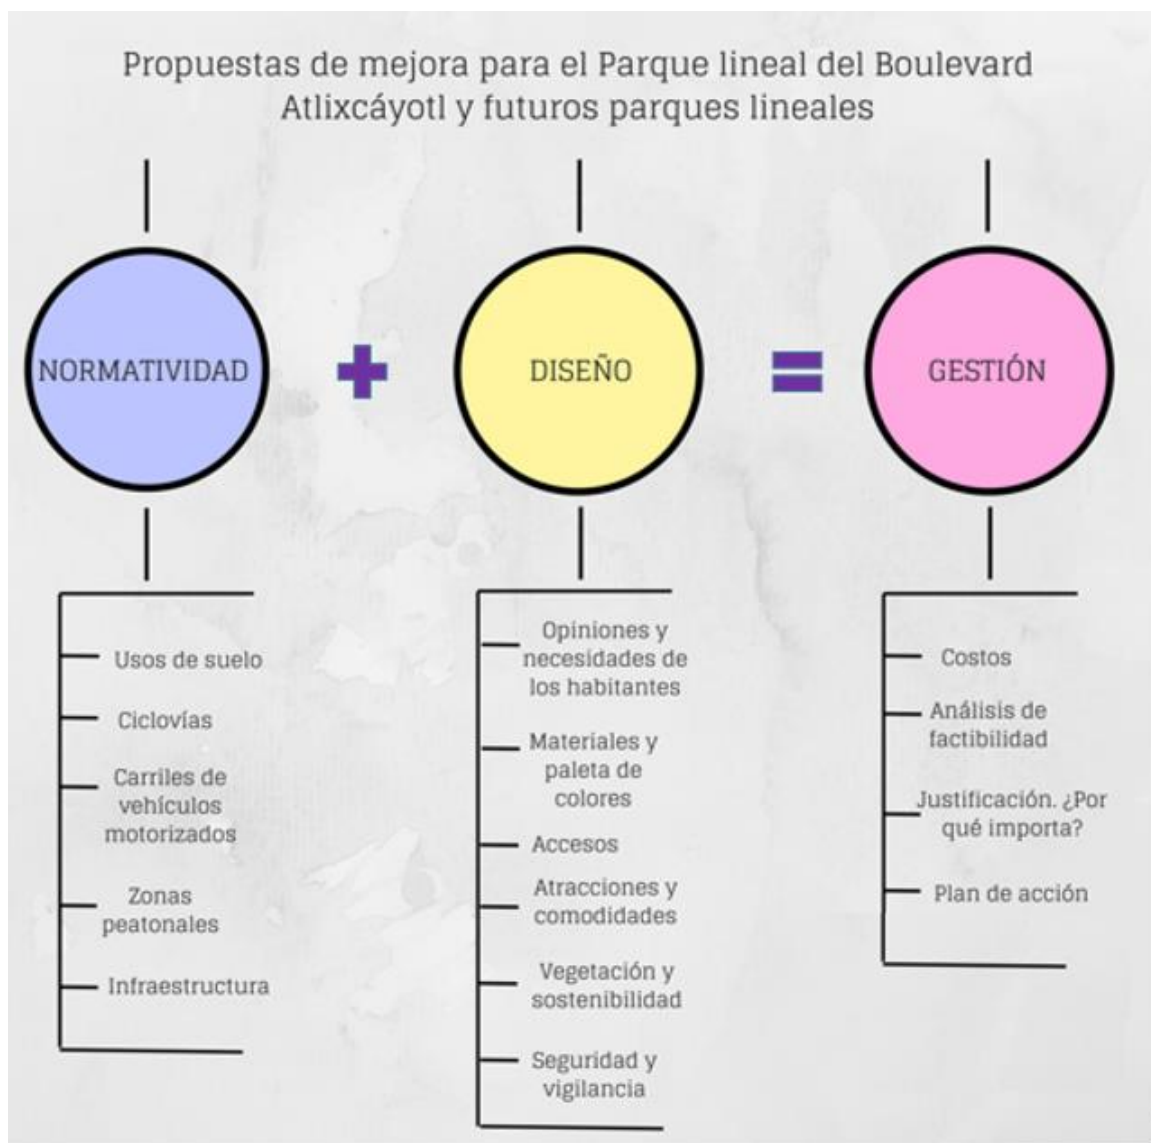 Propuestas de mejora para el Parque lineal del Boulevard
Atlixcáyotl y futuros parques lineales
NORMATIVIDAD
+
DISEÑO
=
GESTIÓN
Usos de suelo
Ciclovías
Carriles de
vehículos
motorizados
Zonas
peatonales
Infraestructura
Opiniones y
necesidades de
los habitantes
Materiales y
paleta de
colores
Accesos
Atracciones y
comodidades
Vegetación y
sostenibilidad
Seguridad y
vigilancia
Costos
Análisis de
factibilidad
Justificación. ¿Por
qué importa?
Plan de acción